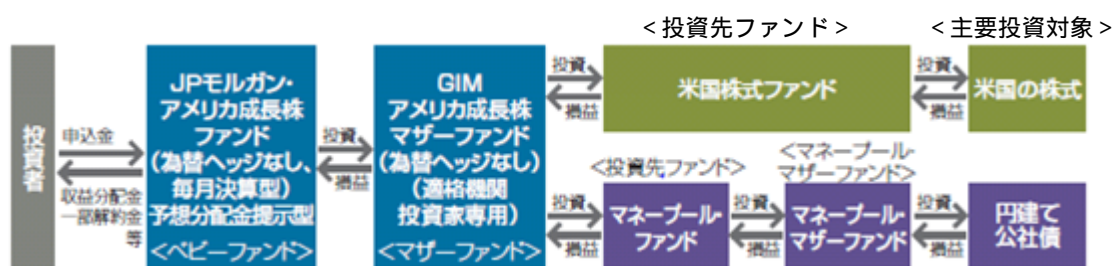 <投資先ファンド>
<主要投資対象>
投資者
申込金
収益分配金
一部解約金
等
JPモルガン・
アメリカ成長株
ファンド
(為替ヘッジなし、
毎月決算型)
予想分配金提示型
<ベビーファンド>
投資
損益
GIM
アメリカ成長株
マザーファンド
(為替ヘッジなし)
(適格機関
投資家専用)
<マザーファンド>
投資
損益
米国株式ファンド
投資
損益
米国の株式
投資
損益
<投資先ファンド>
マネープール・
ファンド
投資
損益
<マネープール・
マザーファンド>
マネープール・
マザーファンド
投資
損益
円建て
公社債